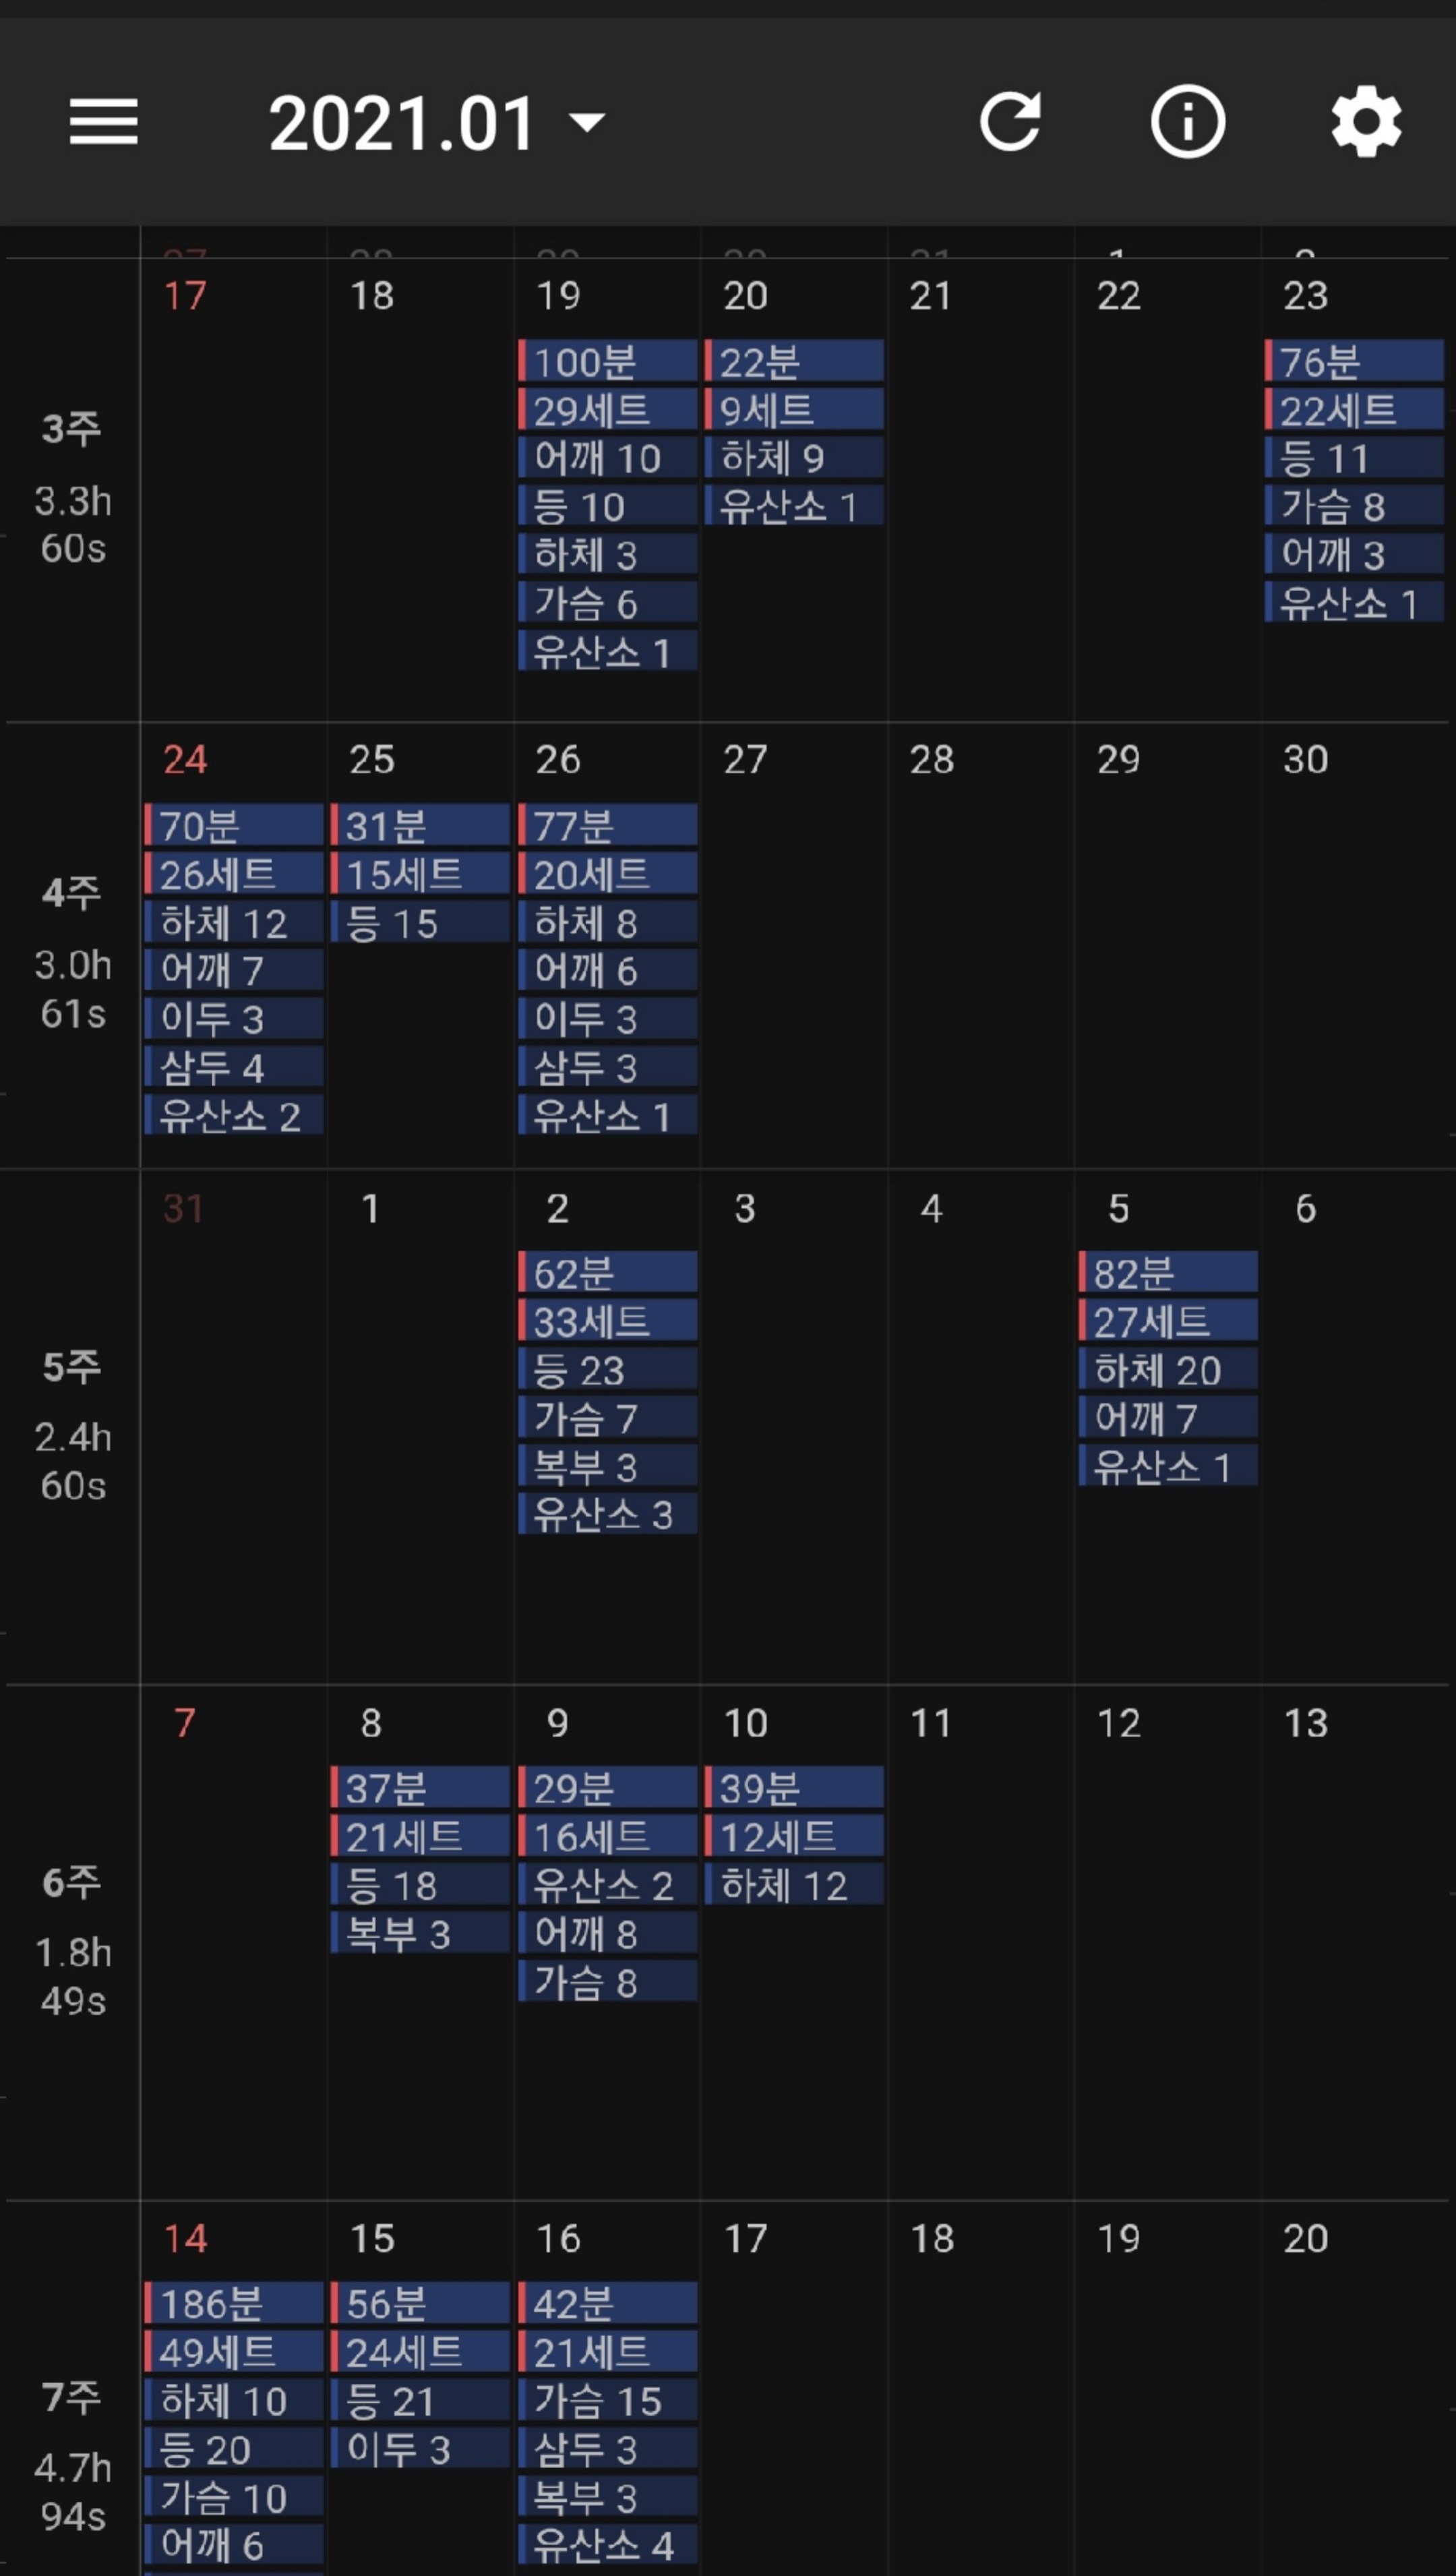 2021.01
17 18 19 20 21 22 23
3주
3.3h
60s
100분
29세트
어깨 10
등 10
하체 3
가슴 6
유산소 1
22분
9세트
하체 9
유산소 1
76분
22세트
등 11
가슴 8
어깨 3
유산소 1
24 25 26 27 28 29 30
4주
3.0h
61s
70분
26세트
하체 12
어깨 7
이두 3
삼두 4
유산소 2
31분
15세트
등 15
77분
20세트
하체 8
어깨 6
이두 3
삼두 3
유산소 1
31 1 2 3 4 5 6
5주
2.4h
60s
62분
33세트
등 23
가슴 7
복부 3
유산소 3
82분
27세트
하체 20
어깨 7
유산소 1
7 8 9 10 11 12 13
6주
1.8h
49s
37분
21세트
등 18
복부 3
29분
16세트
유산소 2
어깨 8
가슴 8
39분
12세트
하체 12
14 15 16 17 18 19 20
7주
4.7h
94s
186분
49세트
하체 10
등 20
가슴 10
어깨 6
56분
24세트
등 21
이두 3
42분
21세트
가슴 15
삼두 3
복부 3
유산소 4